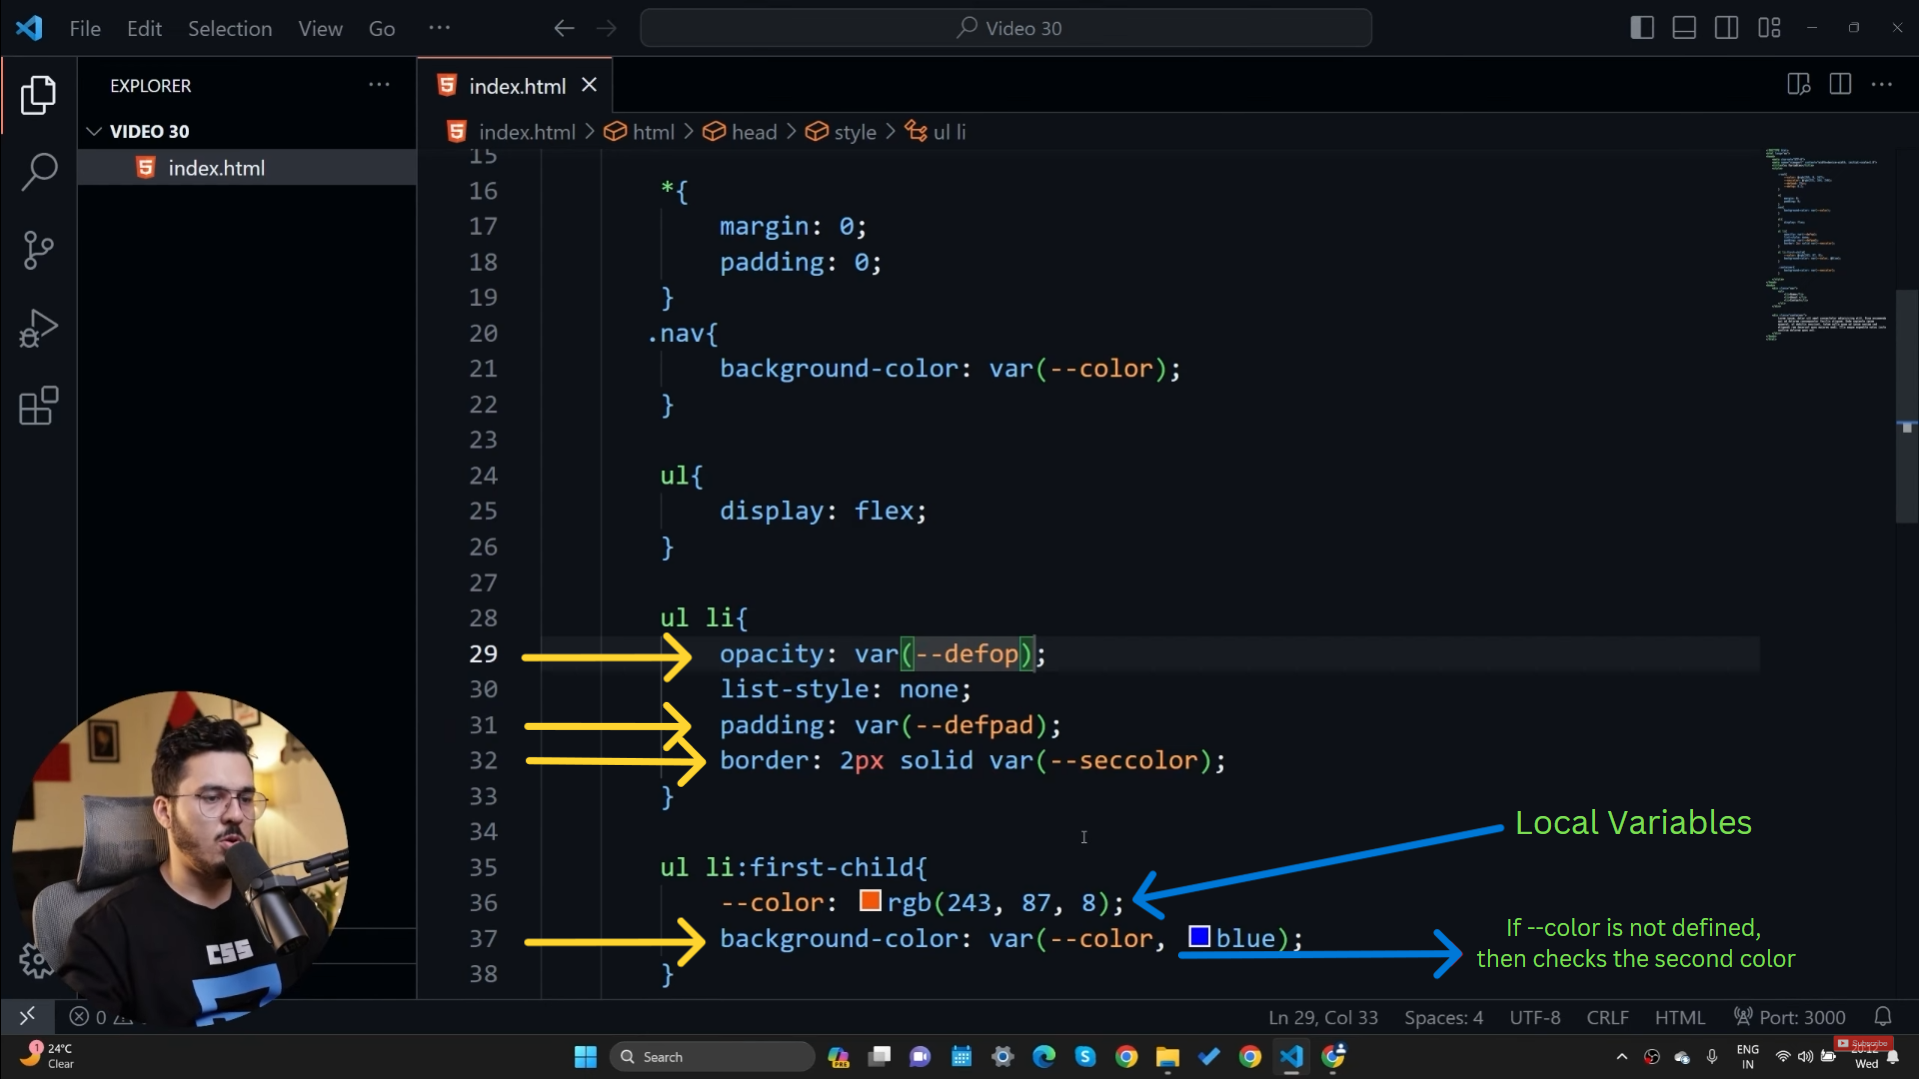 File Edit Selection View Go ···
Video 30
EXPLORER ···
index.html
VIDEO 30
index.html
index.html > html > head > style > ul li
15
16 *{
17 margin: 0;
18 padding: 0;
19 }
20 .nav{
21 background-color: var(--color);
22 }
23
24 ul{
25 display: flex;
26 }
27
28 ul li{
29 opacity: var(--defop);
30 list-style: none;
31 padding: var(--defpad);
32 border: 2px solid var(--seccolor);
33 }
34
35 ul li:first-child{
36 --color: rgb(243, 87, 8);
37 background-color: var(--color, blue);
38 }
Local Variables
If --color is not defined,
then checks the second color
CSS
0
Ln 29, Col 33 Spaces: 4 UTF-8 CRLF HTML Port: 3000
1
24°C
Clear
Search
PRE
ENG
IN
Subscribe
20:12
Wed